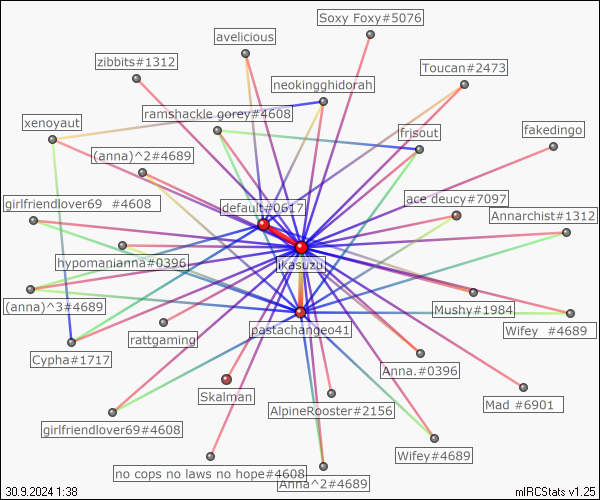 Soxy Foxy#5076
avelicious
zibbits#1312
Toucan#2473
neokingghidorah
ramshackle gorey#4608
xenoyaut
frisout
fakedingo
(anna)^2#4689
girlfriendlover69 #4608
ace deucy#7097
default#0617
Annarchist#1312
ikasuzu
hypomanianna#0396
(anna)^3#4689
Mushy#1984
pastachangeo41
Wifey #4689
rattgaming
Cypha#1717
Anna.#0396
Skalman
Mad #6901
AlpineRooster#2156
girlfriendlover69#4608
Wifey#4689
no cops no laws no hope#4608
Anna^2#4689
30.9.2024 1:38
mIRCStats v1.25